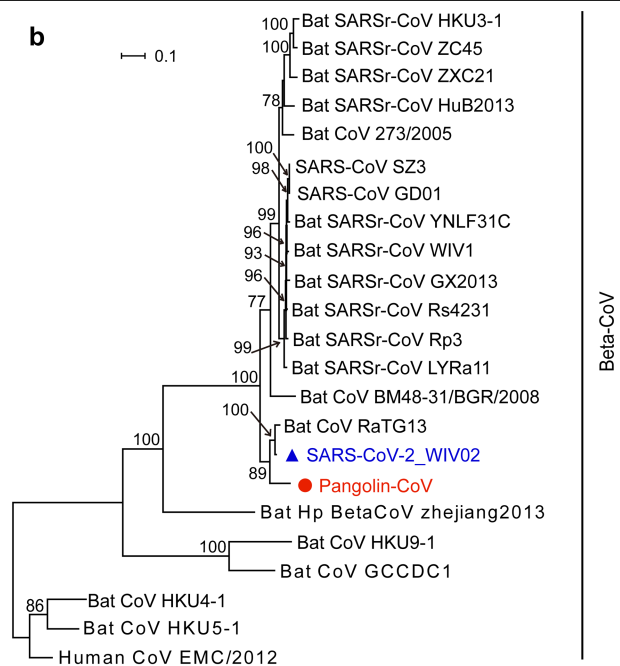 b
0.1
100
Bat SARSr-CoV HKU3-1
100
Bat SARSr-CoV ZC45
Bat SARSr-CoV ZXC21
78
Bat SARSr-CoV HuB2013
Bat CoV 273/2005
100
SARS-CoV SZ3
98
SARS-CoV GD01
99
Bat SARSr-CoV YNLF31C
96
Bat SARSr-CoV WIV1
93
Bat SARSr-CoV GX2013
96
77
Bat SARSr-CoV Rs4231
Bat SARSr-CoV Rp3
99
Bat SARSr-CoV LYRa11
100
Bat CoV BM48-31/BGR/2008
100
Bat CoV RaTG13
100
SARS-CoV-2_WIV02
89
Pangolin-CoV
Bat Hp BetaCoV zhejiang2013
100
Bat CoV HKU9-1
Bat CoV GCCDC1
86
Bat CoV HKU4-1
Bat CoV HKU5-1
Human CoV EMC/2012
Beta-CoV